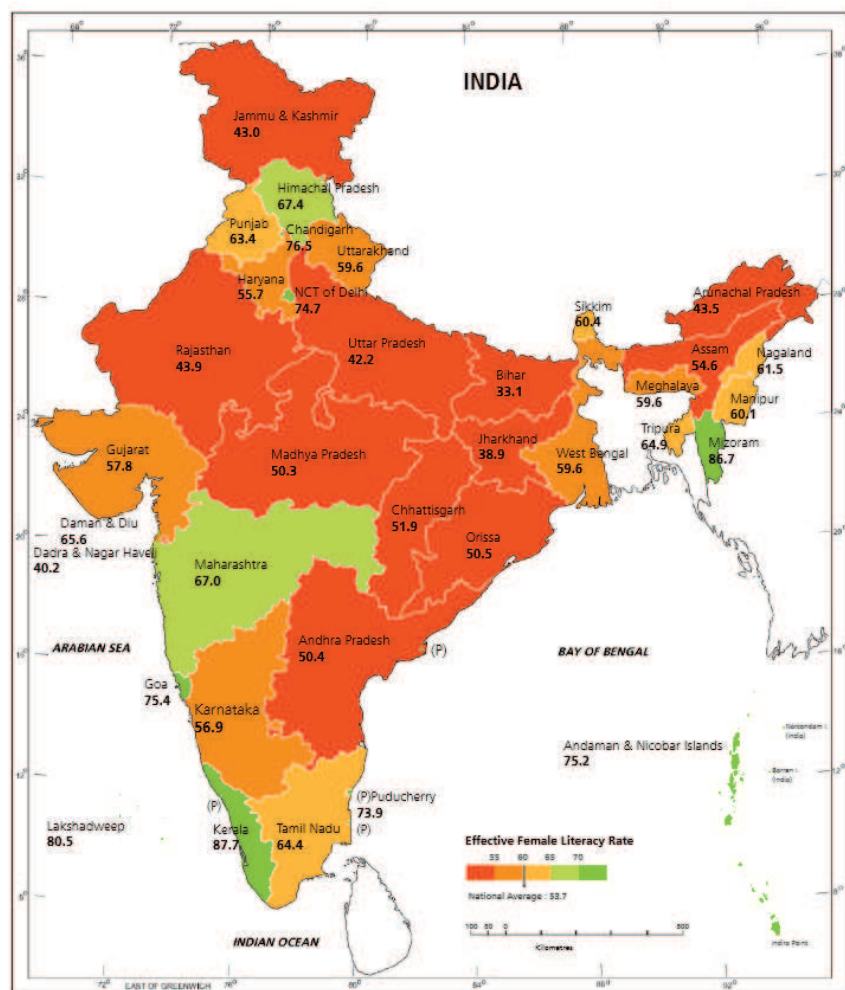 INDIA
Jammu & Kashmir
43.0
Himachal Pradesh
67.4
Punjab
63.4
Chandigarh
76.5
Uttarakhand
59.6
Haryana
55.7
NCT of Delhi
74.7
Rajasthan
43.9
Uttar Pradesh
42.2
Bihar
33.1
Sikkim
60.4
Arunachal Pradesh
43.5
Assam
54.6
Nagaland
61.5
Meghalaya
59.6
Manipur
60.1
Tripura
64.9
Mizoram
86.7
Gujarat
57.8
Madhya Pradesh
50.3
Jharkhand
38.9
West Bengal
59.6
Chhattisgarh
51.9
Orissa
50.5
Daman & Diu
65.6
Dadra & Nagar Haveli
40.2
Maharashtra
67.0
ARABIAN SEA
Andhra Pradesh
50.4
(P)
BAY OF BENGAL
Goa
75.4
Karnataka
56.9
Andaman & Nicobar Islands
75.2
(India)
Barren I.
(India)
(P)
(P)Puducherry
73.9
(P)
Lakshadweep
80.5
Kerala
87.7
Tamil Nadu
64.4
Effective Female Literacy Rate
60 65 70
National Average : 53.7
Kilometres
Indira Point
INDIAN OCEAN
EAST OF GREENWICH